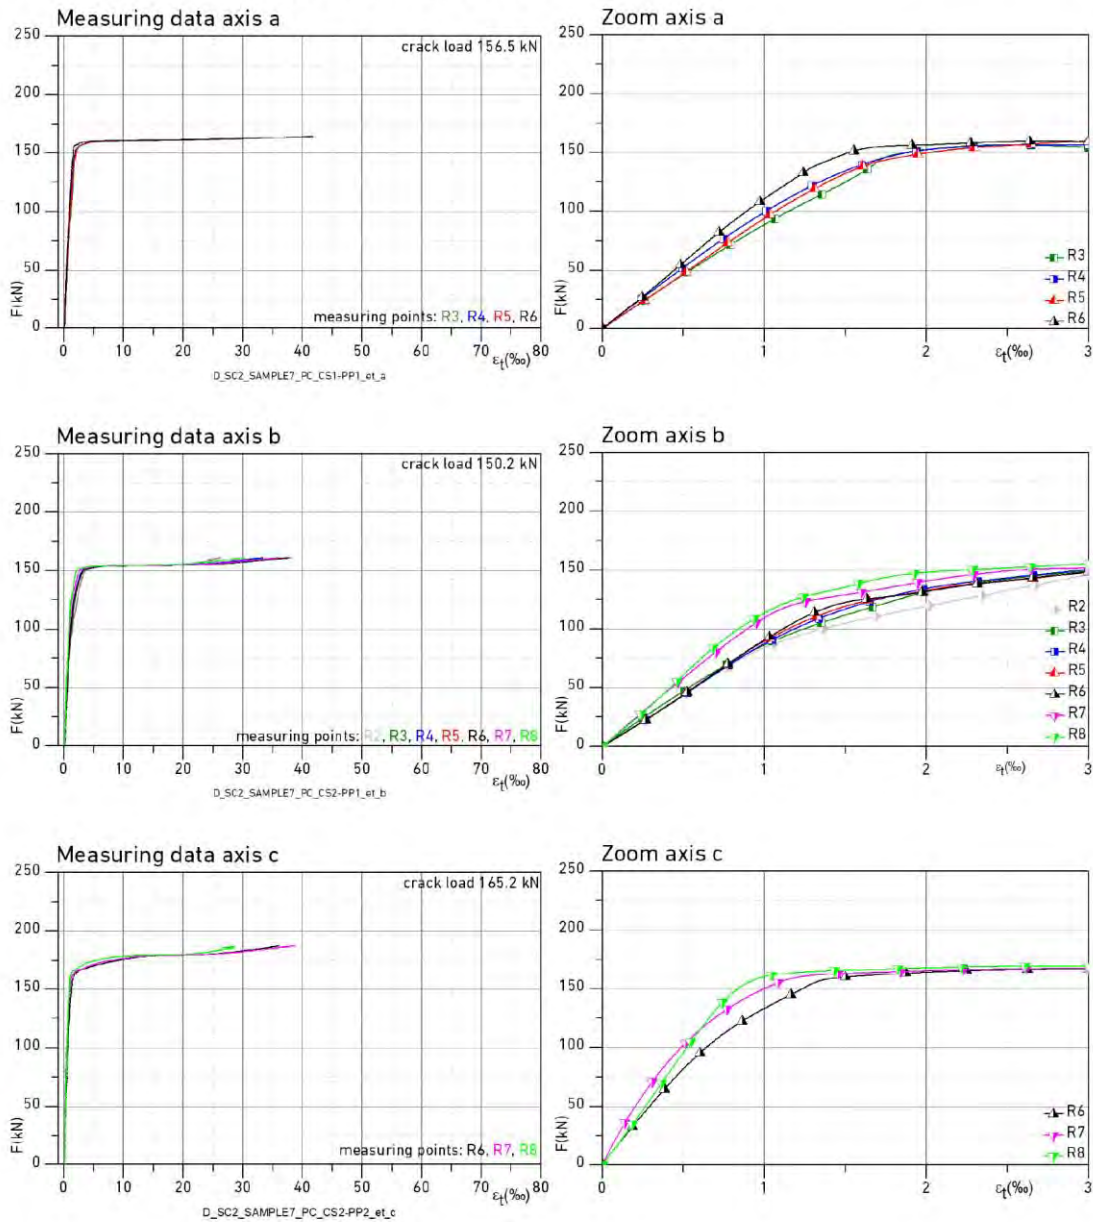 Measuring data axis a
crack load 156.5 kN
250
200
150
100
50
0
F(kN)
measuring points: R3, R4, R5, R6
0 10 20 30 40 50 60 70 80
εt(‰)
D_SC2_SAMPLE7_PC_CS1-PP1_et_a
Zoom axis a
250
200
150
100
50
0
F(kN)
R3
R4
R5
R6
0 1 2 3
εt(‰)
Measuring data axis b
crack load 150.2 kN
250
200
150
100
50
0
F(kN)
measuring points: R2, R3, R4, R5, R6, R7, R8
0 10 20 30 40 50 60 70 80
εt(‰)
D_SC2_SAMPLE7_PC_CS2-PP1_et_b
Zoom axis b
250
200
150
100
50
0
F(kN)
R2
R3
R4
R5
R6
R7
R8
0 1 2 3
εt(‰)
Measuring data axis c
crack load 165.2 kN
250
200
150
100
50
0
F(kN)
measuring points: R6, R7, R8
0 10 20 30 40 50 60 70 80
εt(‰)
D_SC2_SAMPLE7_PC_CS2-PP2_et_c
Zoom axis c
250
200
150
100
50
0
F(kN)
R6
R7
R8
0 1 2 3
εt(‰)